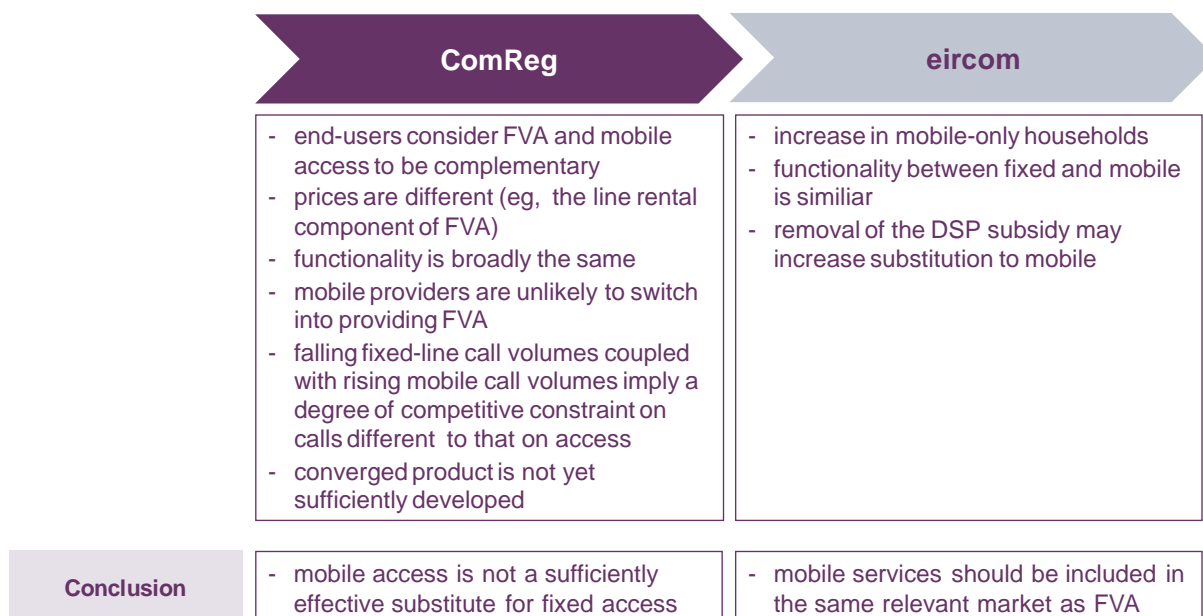 ComReg
eircom
- end-users consider FVA and mobile
access to be complementary
- prices are different (eg, the line rental
component of FVA)
- functionality is broadly the same
- mobile providers are unlikely to switch
into providing FVA
- falling fixed-line call volumes coupled
with rising mobile call volumes imply a
degree of competitive constraint on
calls different to that on access
- converged product is not yet
sufficiently developed
- increase in mobile-only households
- functionality between fixed and mobile
is similiar
- removal of the DSP subsidy may
increase substitution to mobile
Conclusion
- mobile access is not a sufficiently
effective substitute for fixed access
- mobile services should be included in
the same relevant market as FVA